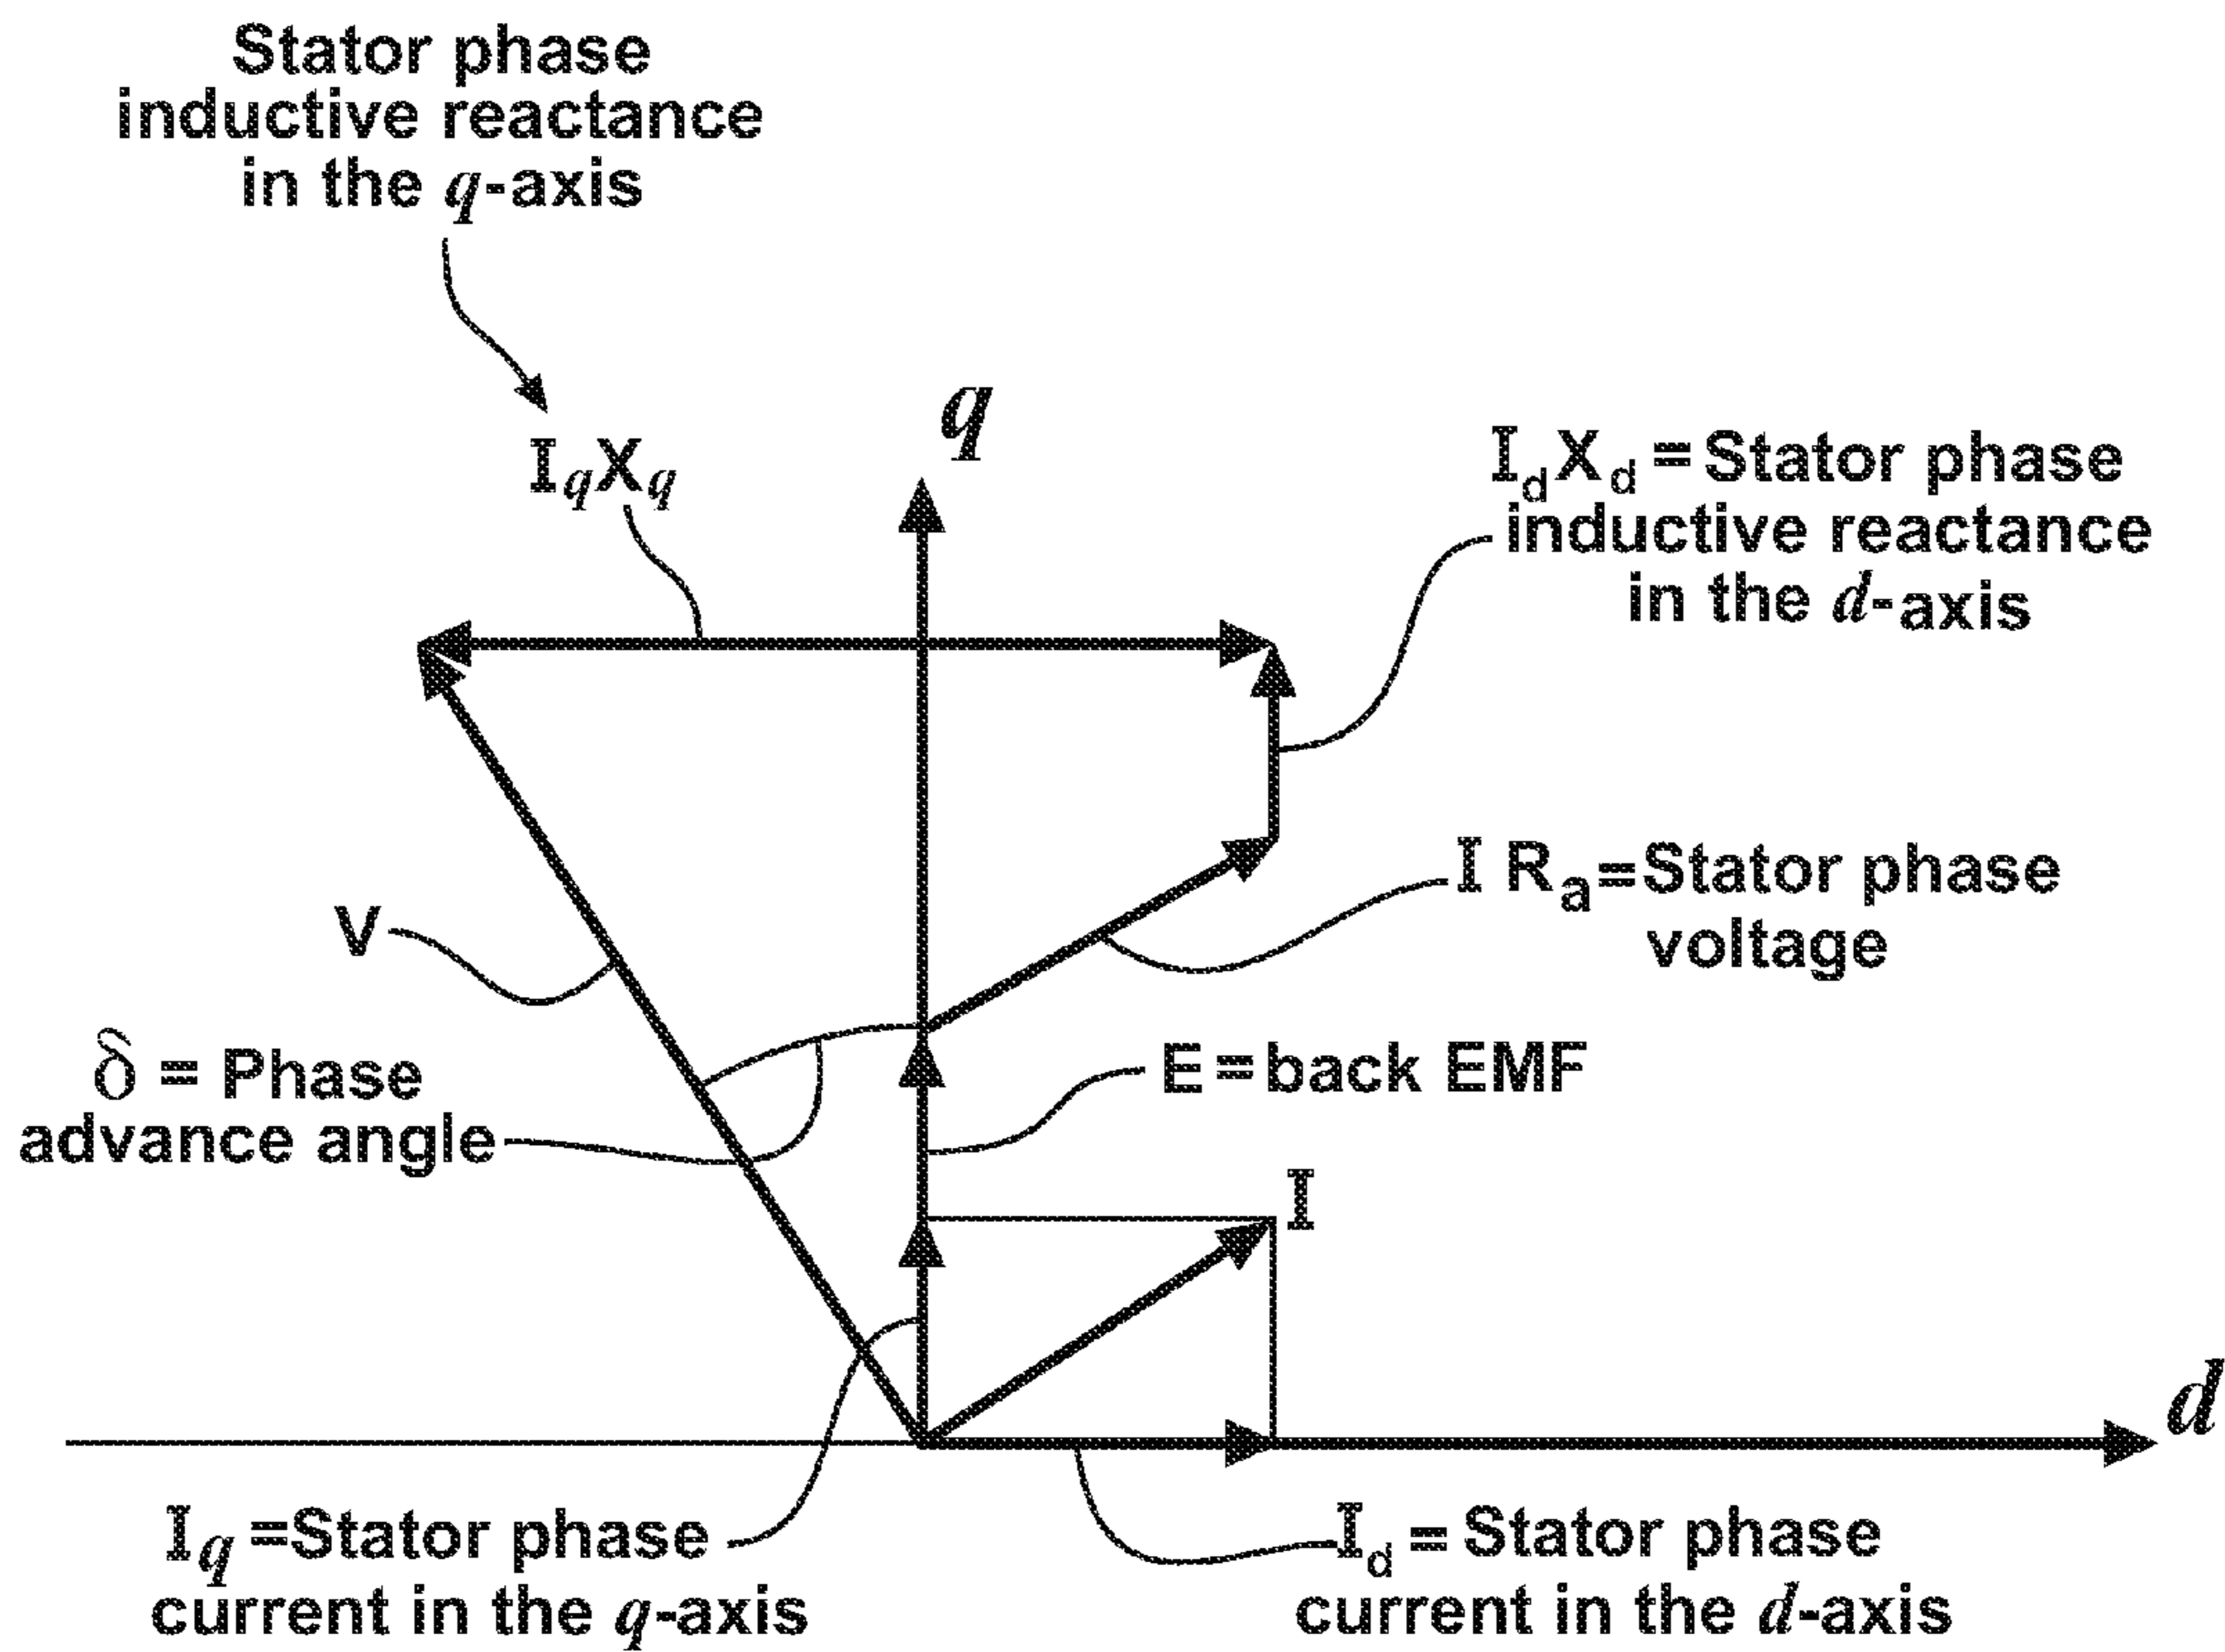 Stator phase
inductive reactance
in the q-axis
IqXq
q
IdXd = Stator phase
inductive reactance
in the d-axis
V
I Ra=Stator phase
voltage
δ = Phase
advance angle
E=back EMF
I
d
Iq=Stator phase
current in the q-axis
Id = Stator phase
current in the d-axis